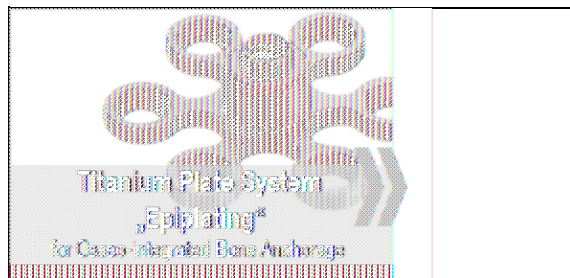 Titanium Plate System
„Epiplating“
for Osseo-Integrated Bone Anchorage